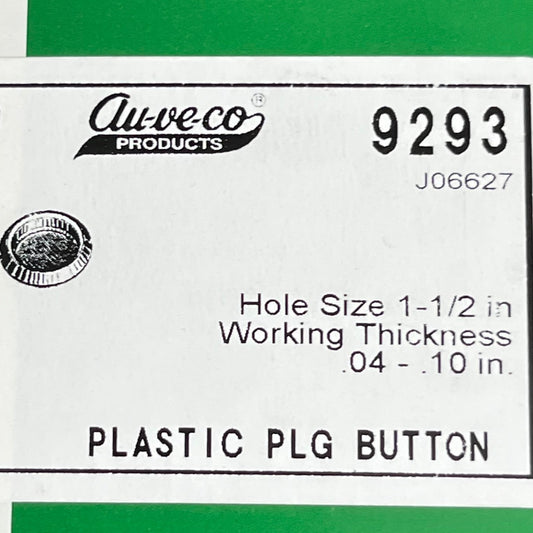 au-ve-co®
PRODUCTS
9293
J06627
Hole Size 1-1/2 in
Working Thickness
.04 - .10 in.
PLASTIC PLG BUTTON